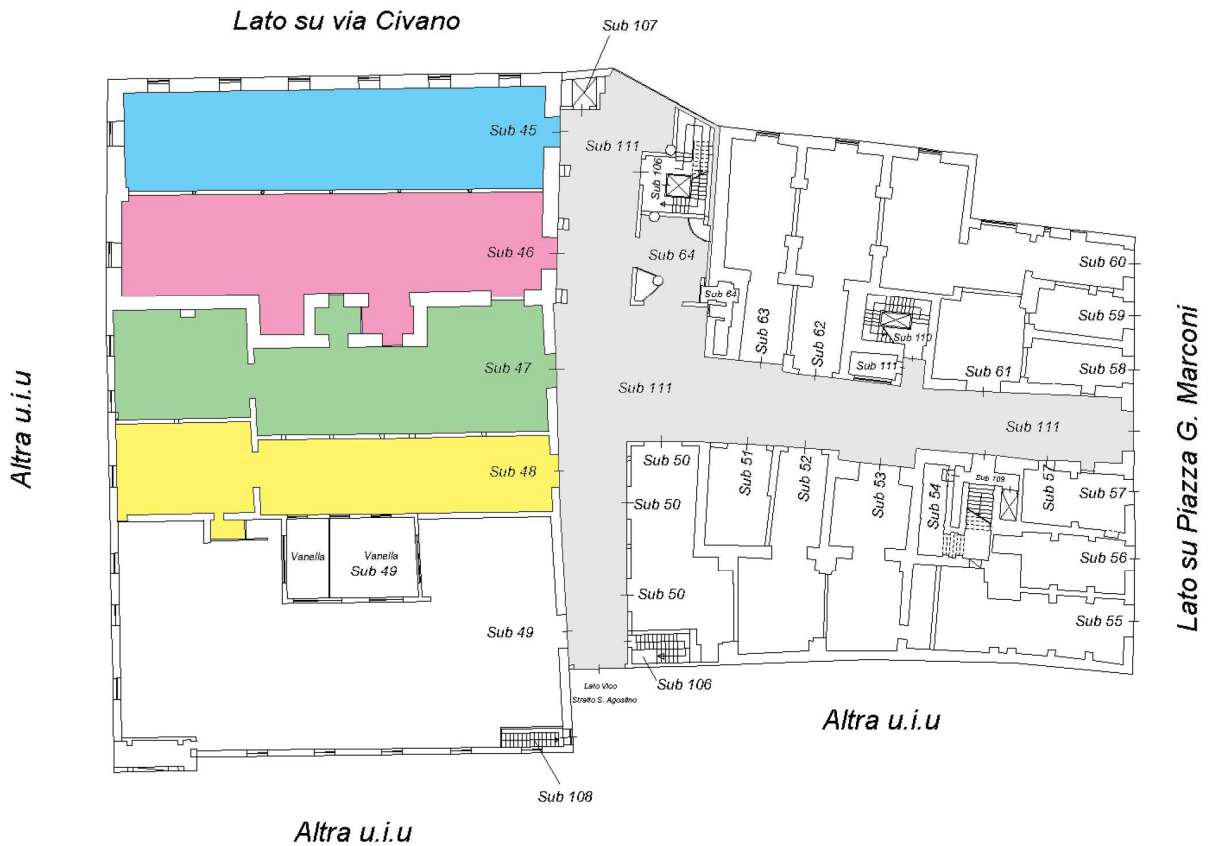 Lato su via Civano
Sub 107
Sub 45
Sub 111
Sub 106
Sub 46
Sub 64
Sub 64
Sub 60
Sub 59
Sub 63
Sub 62
Sub 110
Sub 47
Sub 111
Sub 111
Sub 61
Sub 58
Altra u.i.u
Sub 111
Sub 48
Sub 50
Sub 51
Sub 52
Sub 53
Sub 54
Sub 109
Sub 57
Sub 57
Sub 50
Vanella
Vanella
Sub 49
Sub 56
Sub 50
Sub 55
Sub 49
Lato su Piazza G. Marconi
Lato Vico
Stretto S. Agostino
Sub 106
Altra u.i.u
Sub 108
Altra u.i.u